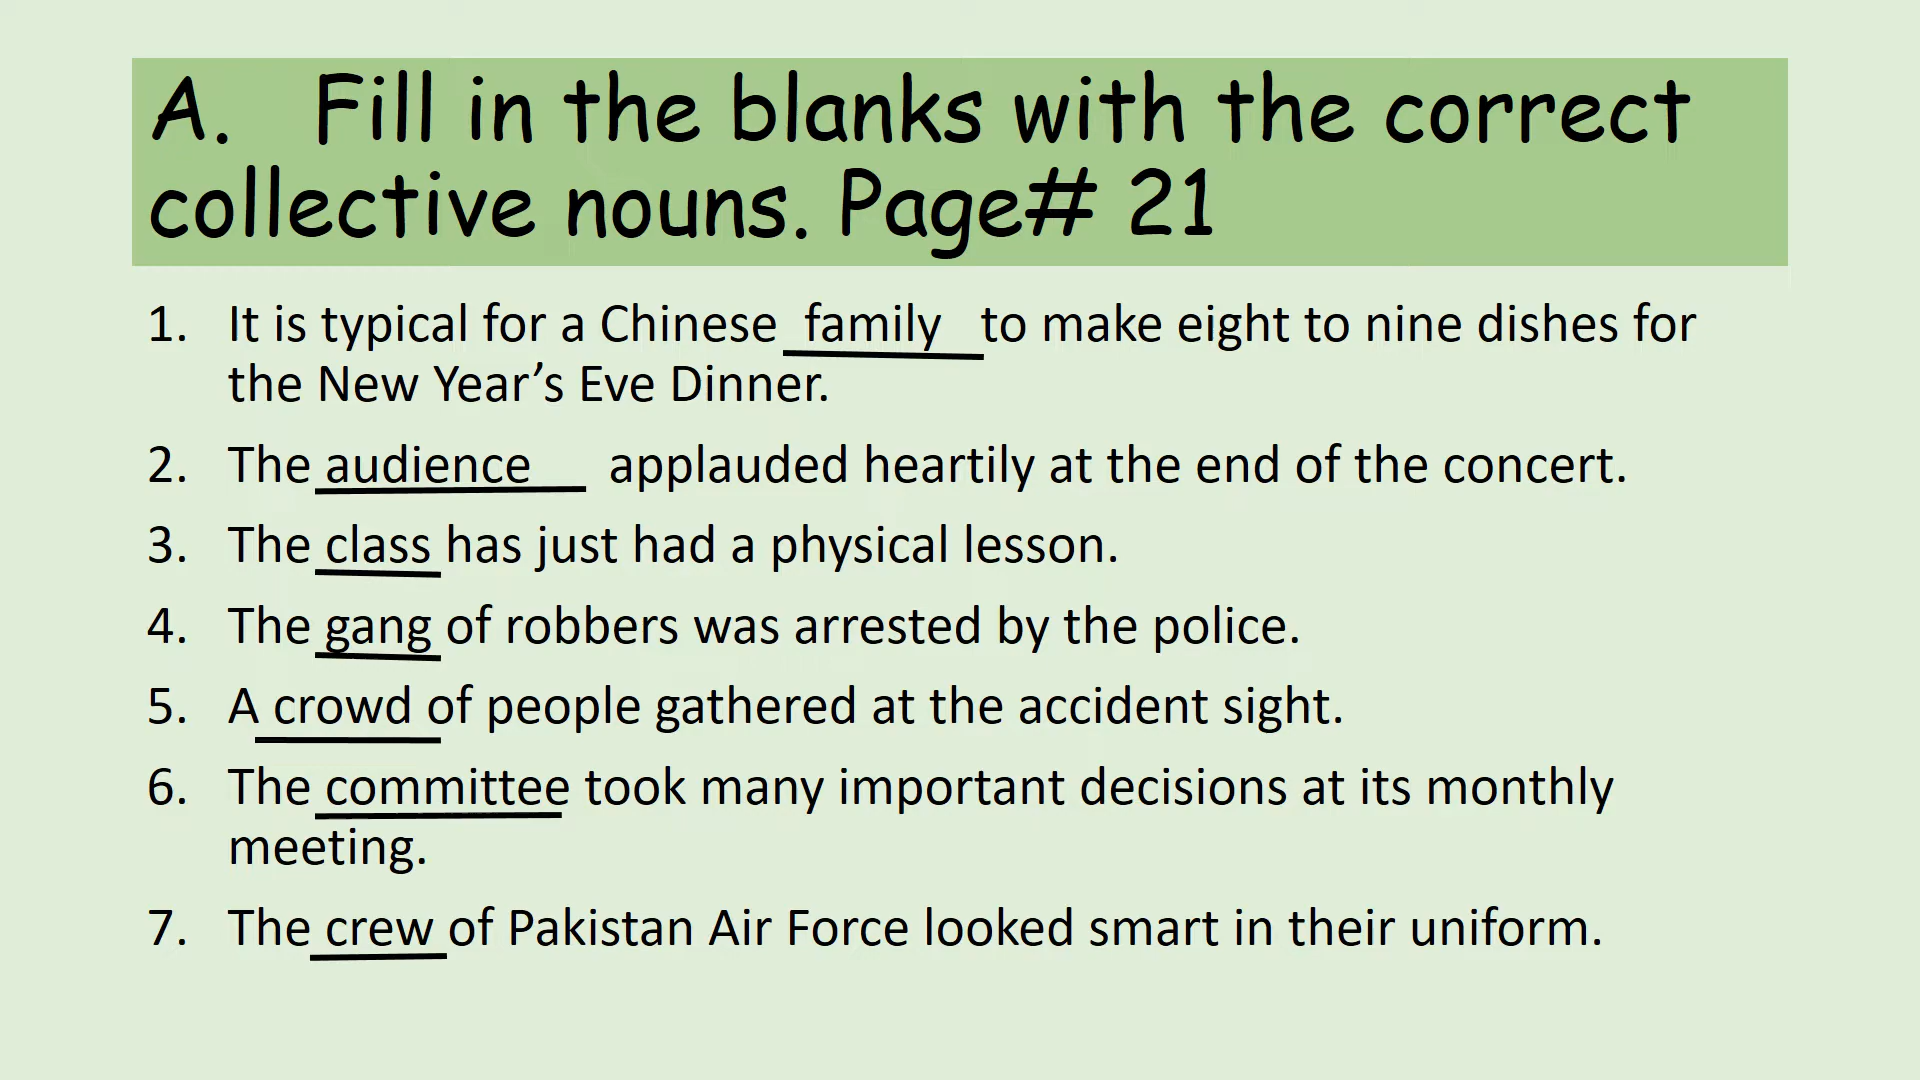 A. Fill in the blanks with the correct
collective nouns. Page# 21
1. It is typical for a Chinese family to make eight to nine dishes for
the New Year’s Eve Dinner.
2. The audience applauded heartily at the end of the concert.
3. The class has just had a physical lesson.
4. The gang of robbers was arrested by the police.
5. A crowd of people gathered at the accident sight.
6. The committee took many important decisions at its monthly
meeting.
7. The crew of Pakistan Air Force looked smart in their uniform.